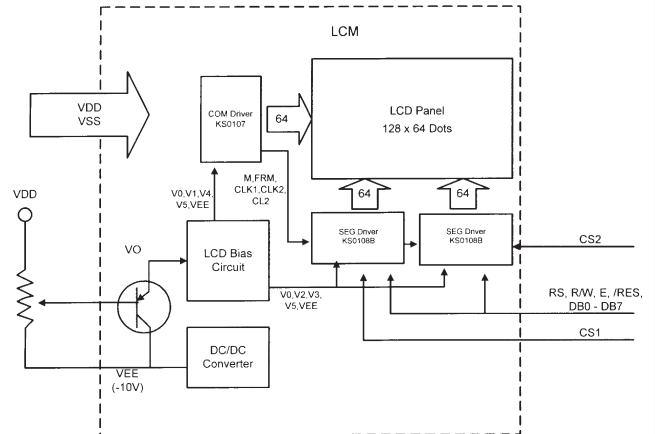 LCM
VDD
VSS
COM Driver
KS0107
64
LCD Panel
128 x 64 Dots
M,FRM,
CLK1,CLK2,
CL2
V0,V1,V4,
V5,VEE
64
64
VDD
VO
LCD Bias
Circuit
SEG Driver
KS0108B
SEG Driver
KS0108B
CS2
V0,V2,V3,
V5,VEE
RS, R/W, E, /RES,
DB0 - DB7
CS1
DC/DC
Converter
VEE
(-10V)